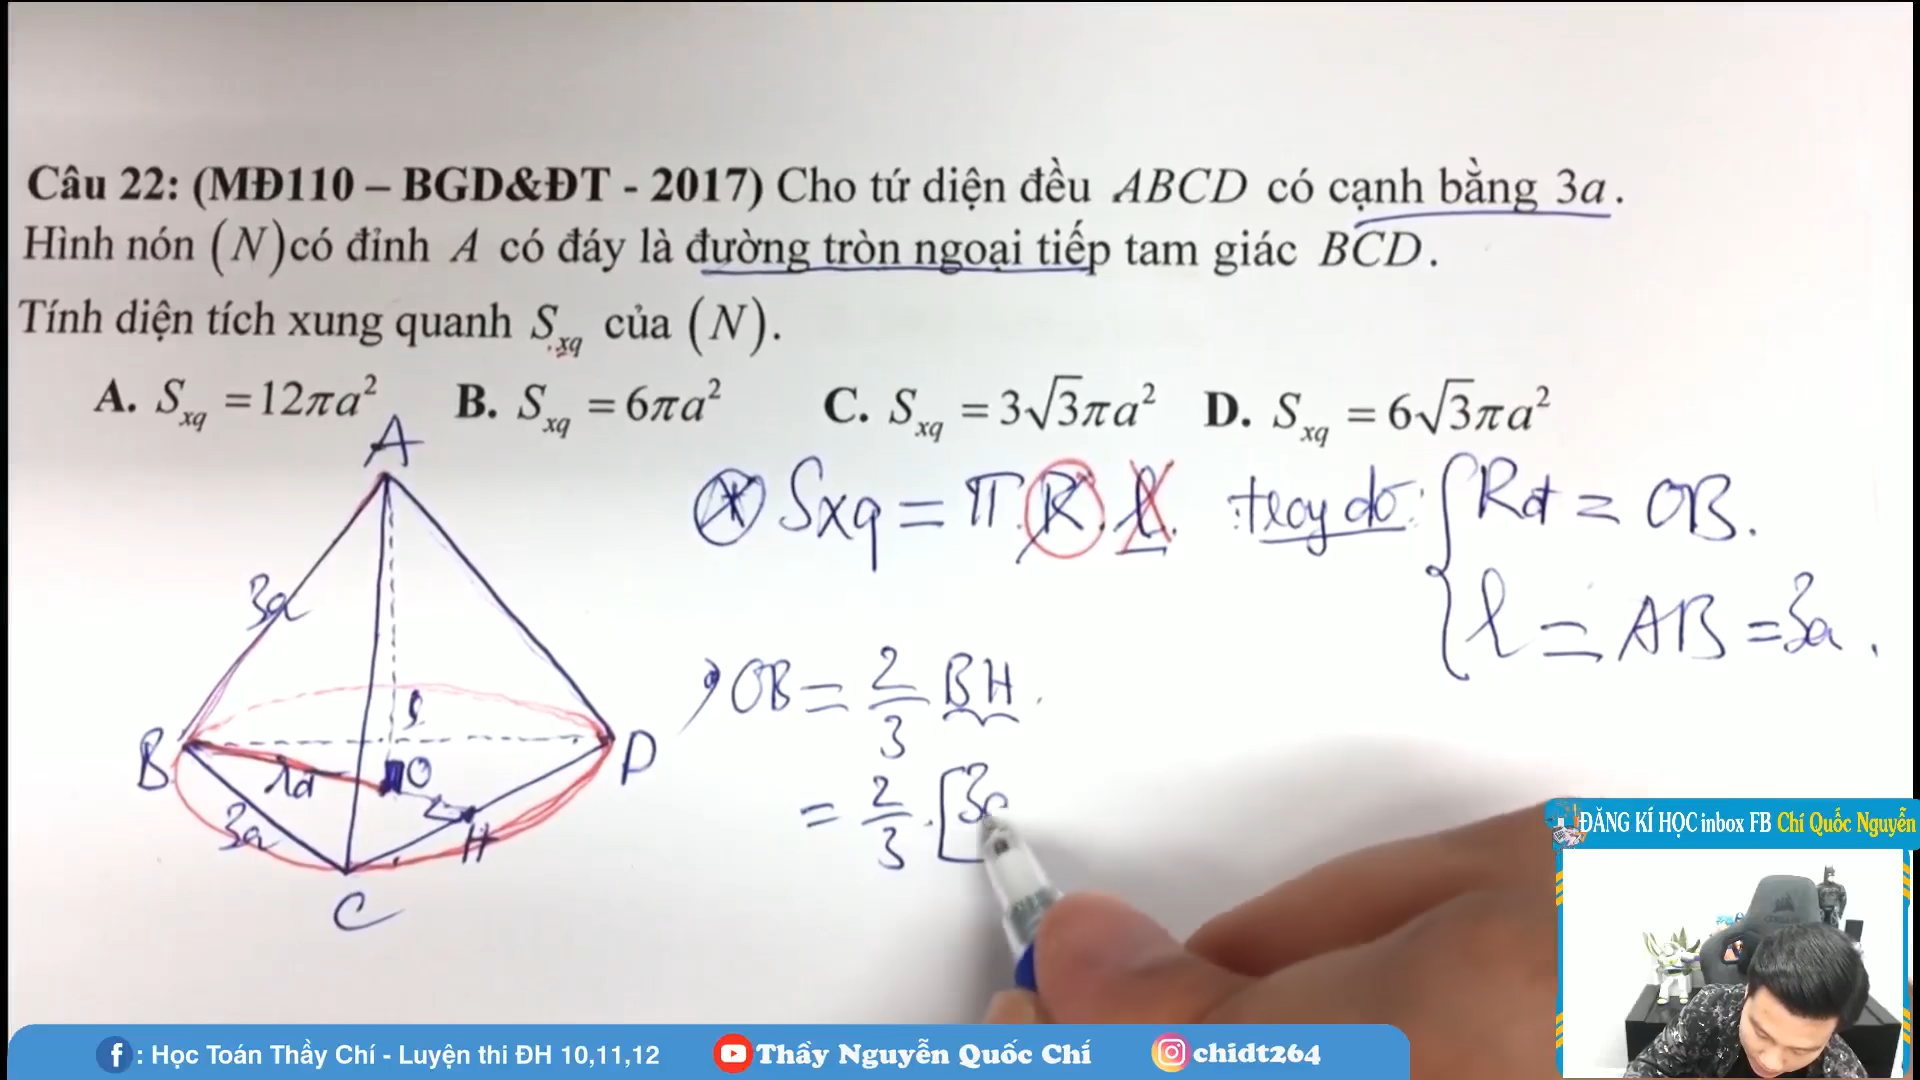 Câu 22: (MĐ110 – BGD&ĐT - 2017) Cho tứ diện đều ABCD có cạnh bằng 3a.
Hình nón (N)có đỉnh A có đáy là đường tròn ngoại tiếp tam giác BCD.
Tính diện tích xung quanh S_xq của (N).
A. S_xq = 12πa² B. S_xq = 6πa² C. S_xq = 3√3πa² D. S_xq = 6√3πa²
A
Sxq = π.R.l.
Rđ = OB.
l = AB = 3a.
3a
OB = 2/3 BH.
B
O
D
3a
H
= 2/3 . [3a
C
ĐĂNG KÍ HỌC inbox FB Chí Quốc Nguyễn
: Học Toán Thầy Chí - Luyện thi ĐH 10,11,12
Thầy Nguyễn Quốc Chí
chidt264